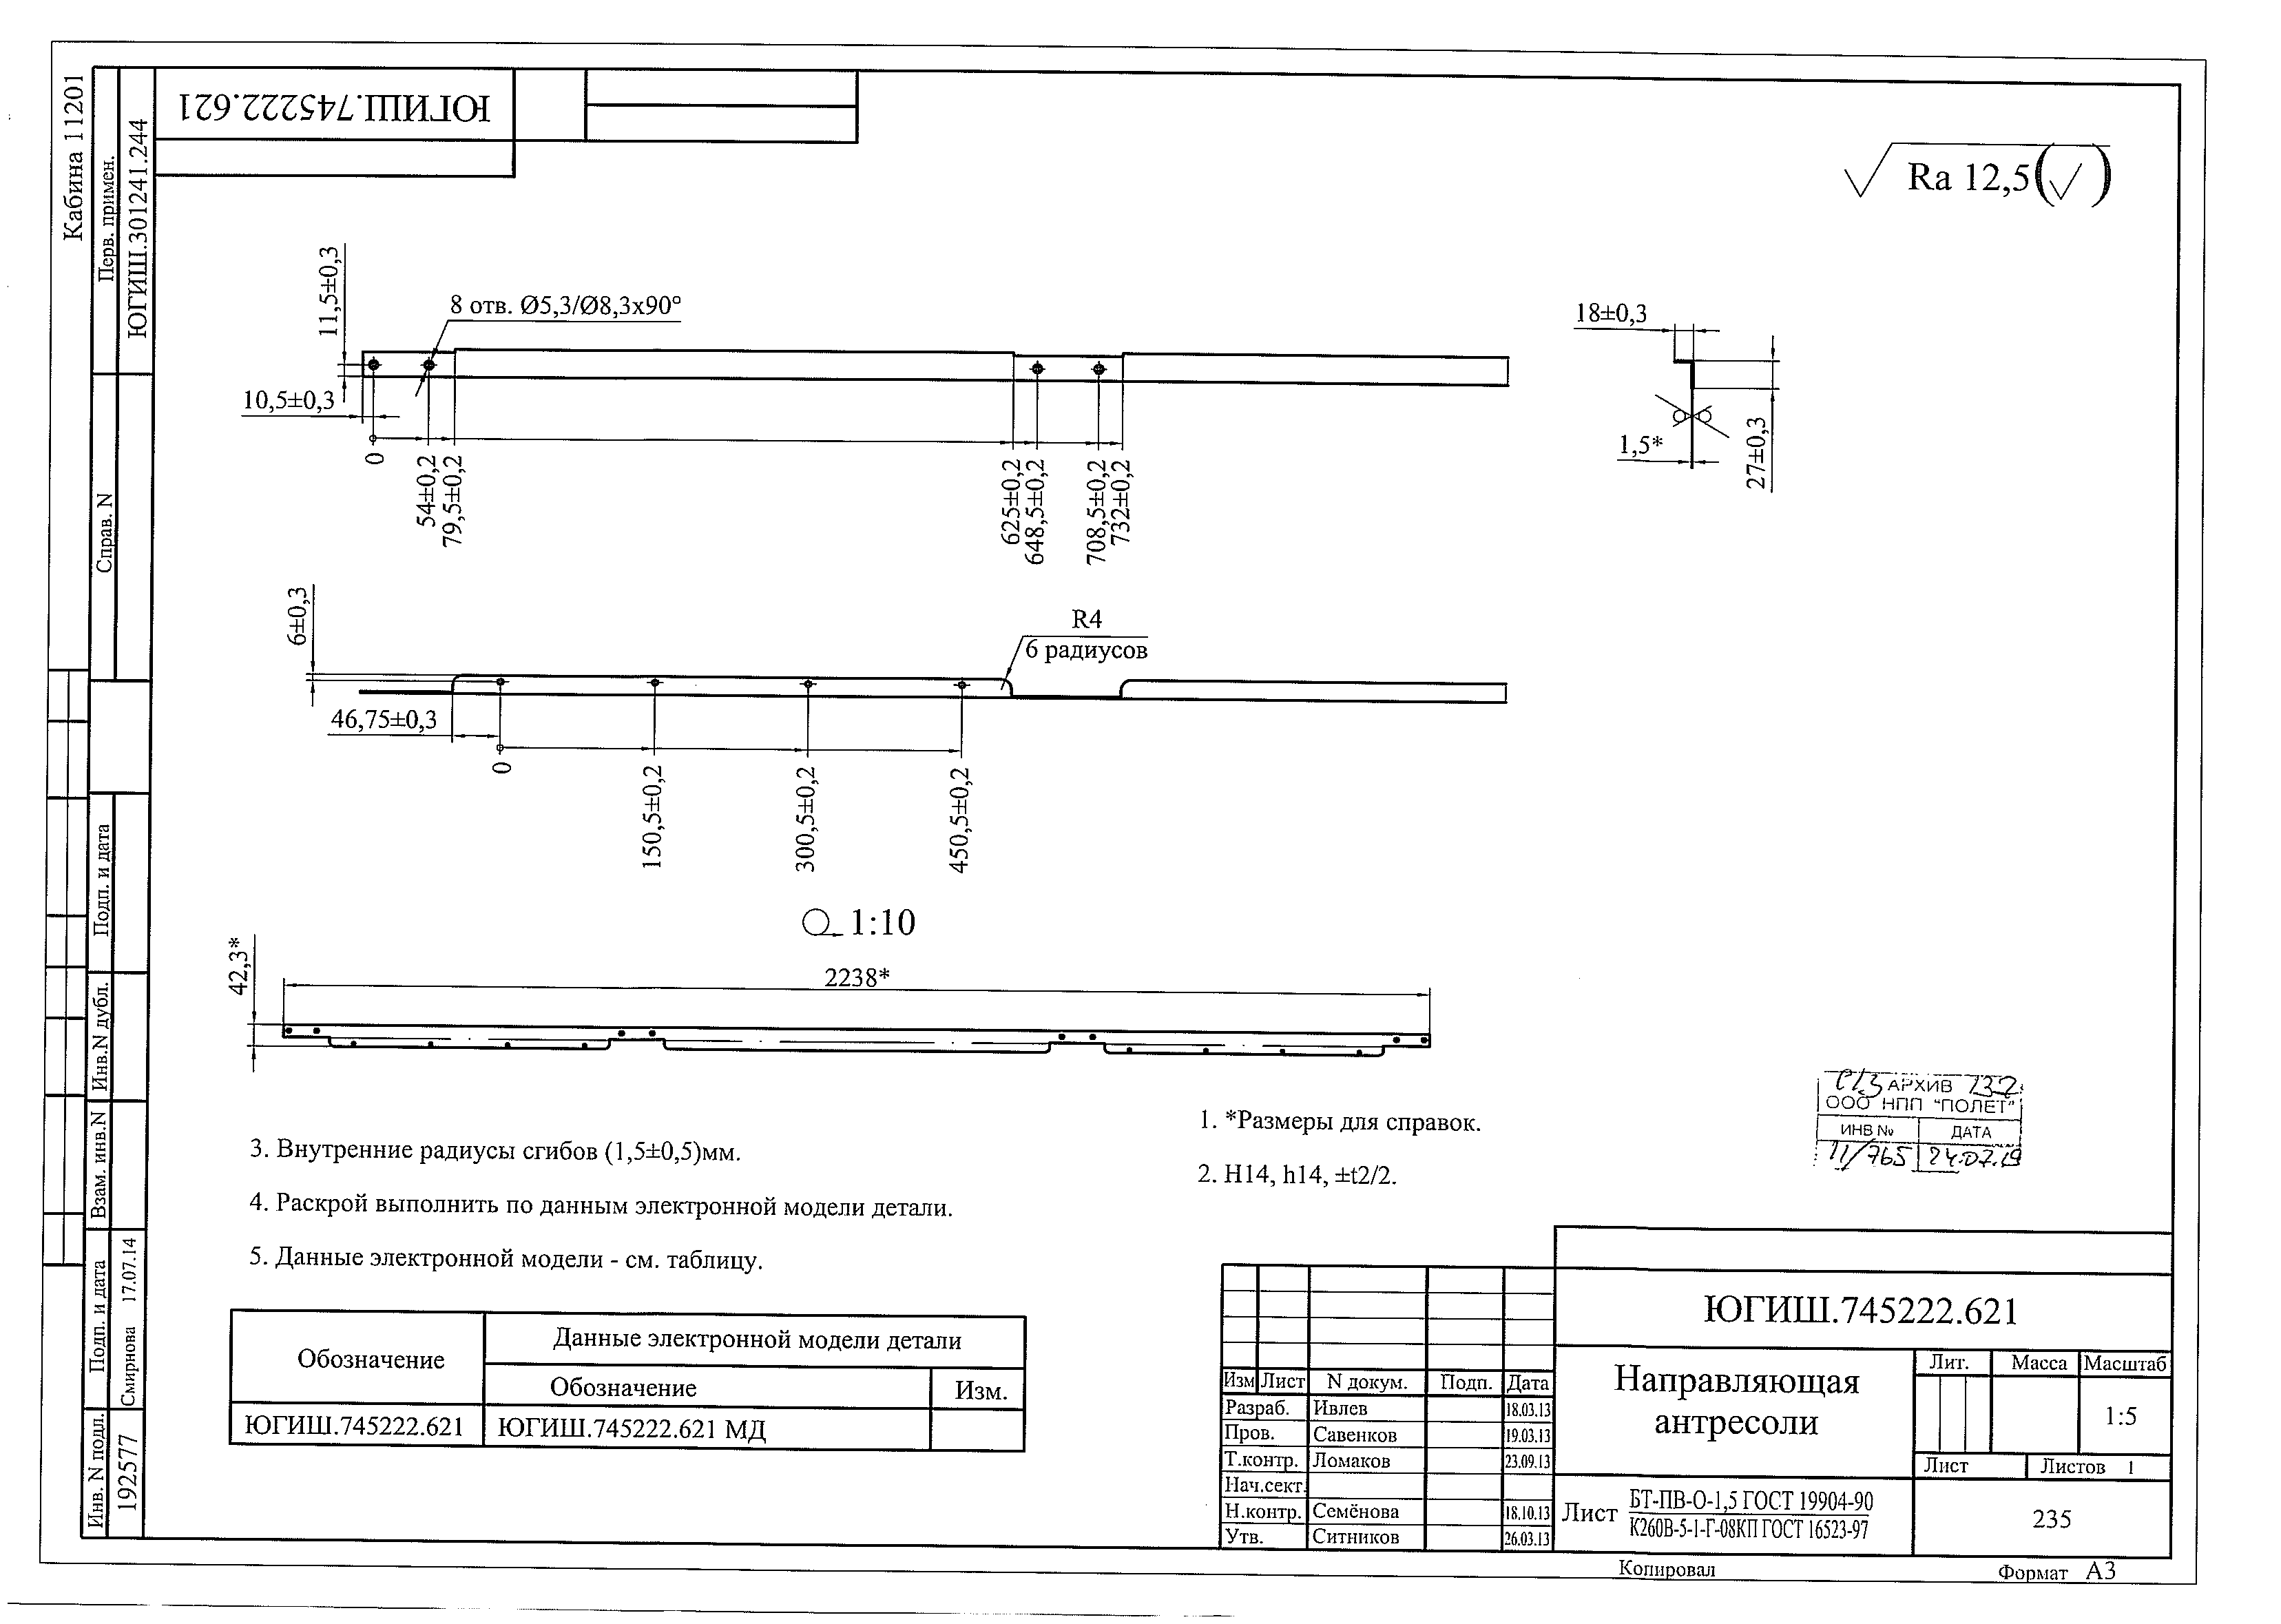 Кабина 11201
Перв. примен.
ЮГИШ.301241.244
Справ. N
Подп. и дата
Инв.N дубл.
Взам. инв.N
Подп. и дата
Смирнова 17.07.14
Инв. N подл.
192577
ЮГИШ.745222.621
Ra 12,5
11,5±0,3
8 отв. Ø5,3/Ø8,3x90°
10,5±0,3
0
54±0,2
79,5±0,2
625±0,2
648,5±0,2
708,5±0,2
732±0,2
18±0,3
1,5*
27±0,3
6±0,3
R4
6 радиусов
46,75±0,3
0
150,5±0,2
300,5±0,2
450,5±0,2
1:10
42,3*
2238*
1. *Размеры для справок.
2. H14, h14, ±t2/2.
3. Внутренние радиусы сгибов (1,5±0,5)мм.
4. Раскрой выполнить по данным электронной модели детали.
5. Данные электронной модели - см. таблицу.
Обозначение
Данные электронной модели детали
Обозначение Изм.
ЮГИШ.745222.621 ЮГИШ.745222.621 МД
АРХИВ 132
ООО НПП "ПОЛЕТ"
ИНВ № ДАТА
11/765 24.07.19
ЮГИШ.745222.621
Изм Лист N докум. Подп. Дата
Разраб. Ивлев 18.03.13
Пров. Савенков 19.03.13
Т.контр. Ломаков 23.09.13
Нач.сект.
Н.контр. Семёнова 18.10.13
Утв. Ситников 26.03.13
Направляющая
антресоли
Лит. Масса Масштаб
1:5
Лист Листов 1
Лист БТ-ПВ-О-1,5 ГОСТ 19904-90
К260В-5-1-Г-08КП ГОСТ 16523-97
235
Копировал
Формат А3